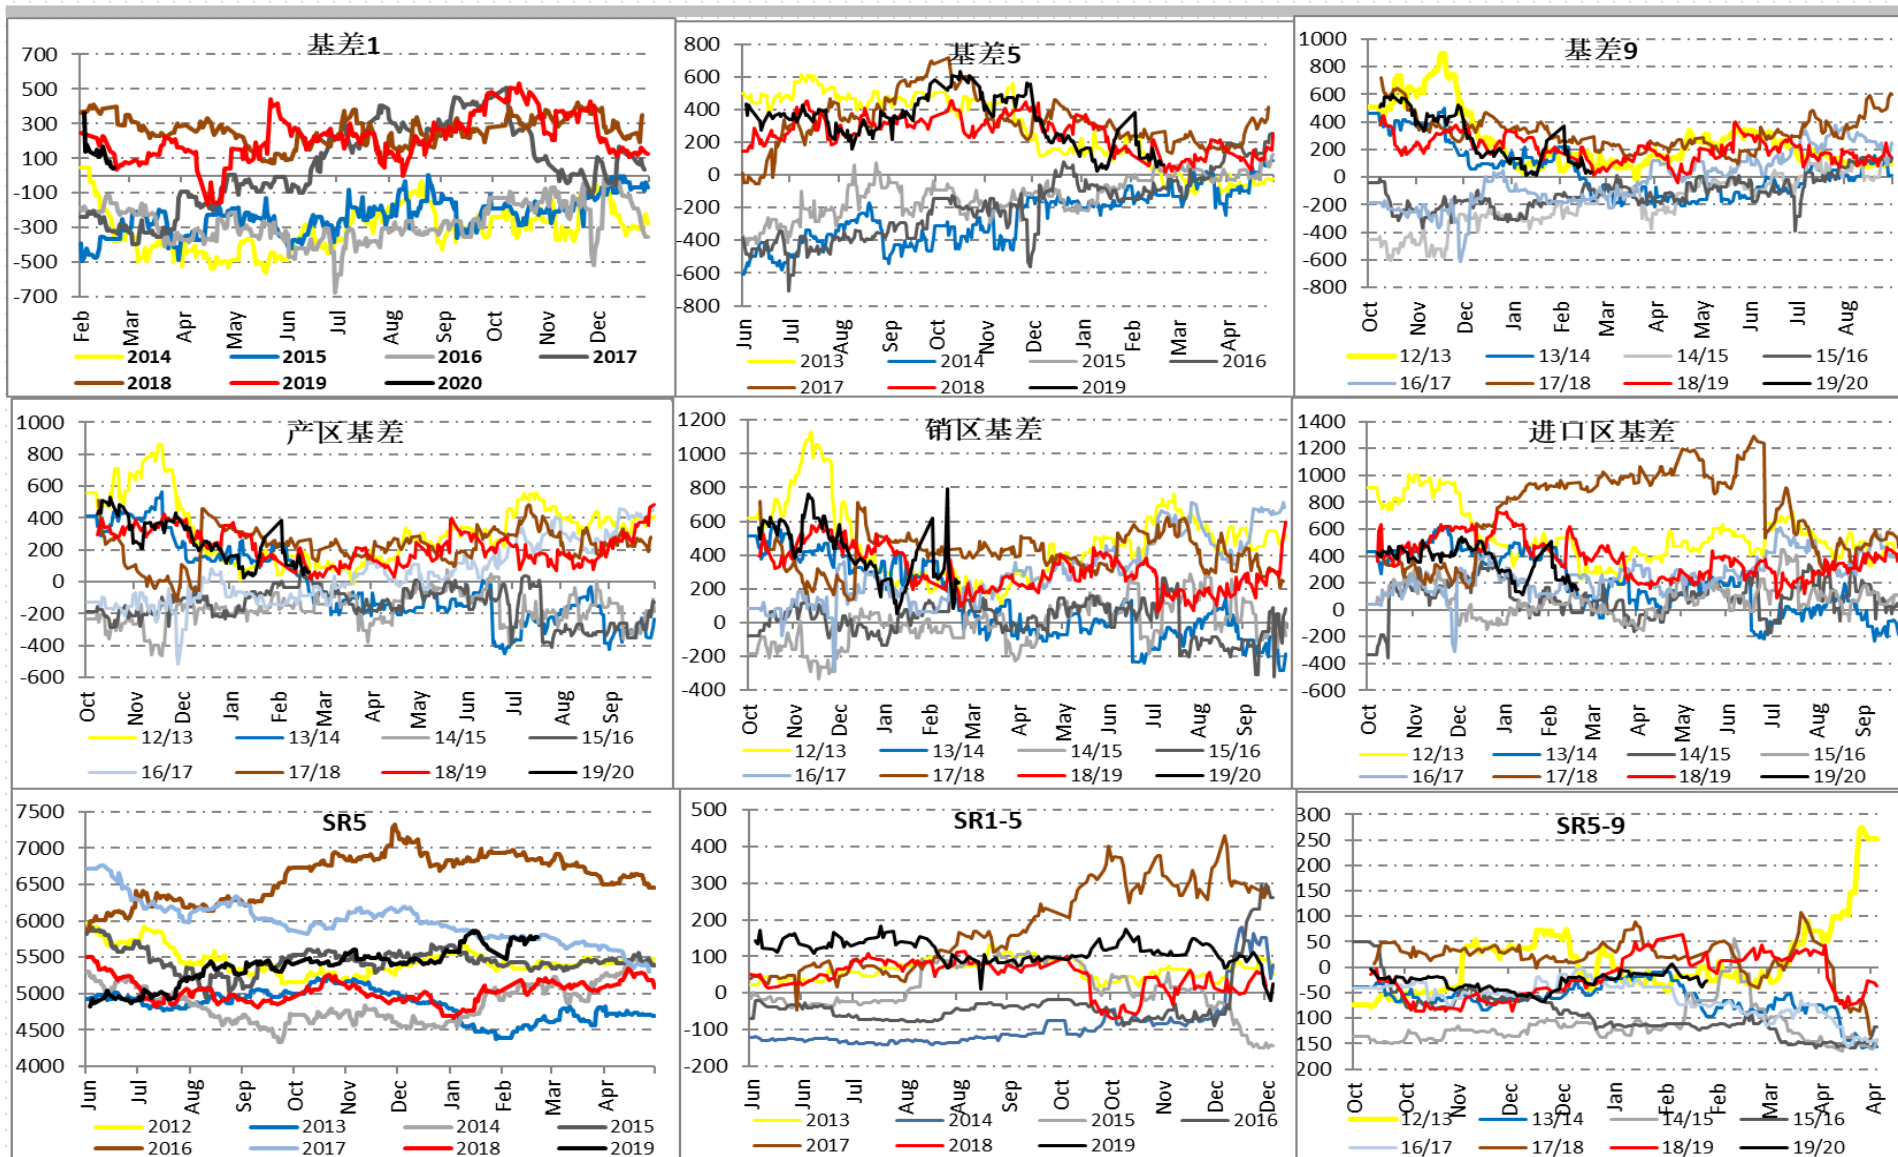 基差1
700
500
300
100
-100
-300
-500
-700
Feb Mar Apr May Jun Jul Aug Sep Oct Nov Dec
2014 2015 2016 2017
2018 2019 2020
基差5
800
600
400
200
0
-200
-400
-600
-800
Jun Jul Aug Sep Oct Nov Dec Jan Feb Mar Apr
2013 2014 2015 2016
2017 2018 2019
基差9
1000
800
600
400
200
0
-200
-400
-600
-800
Oct Nov Dec Jan Feb Mar Apr May Jun Jul Aug
12/13 13/14 14/15 15/16
16/17 17/18 18/19 19/20
产区基差
1000
800
600
400
200
0
-200
-400
-600
Oct Nov Dec Jan Feb Mar Apr May Jun Jul Aug Sep
12/13 13/14 14/15 15/16
16/17 17/18 18/19 19/20
销区基差
1200
1000
800
600
400
200
0
-200
-400
Oct Nov Dec Jan Feb Mar Apr May Jun Jul Aug Sep
12/13 13/14 14/15 15/16
16/17 17/18 18/19 19/20
进口区基差
1400
1200
1000
800
600
400
200
0
-200
-400
-600
Oct Nov Dec Jan Feb Mar Apr May Jun Jul Aug Sep
12/13 13/14 14/15 15/16
16/17 17/18 18/19 19/20
SR5
7500
7000
6500
6000
5500
5000
4500
4000
Jun Jul Aug Sep Oct Nov Dec Jan Feb Mar Apr
2012 2013 2014 2015
2016 2017 2018 2019
SR1-5
500
400
300
200
100
0
-100
-200
Jun Jun Jul Aug Aug Sep Oct Oct Nov Dec Dec
2013 2014 2015 2016
2017 2018 2019
SR5-9
300
250
200
150
100
50
0
-50
100
150
200
Oct Oct Nov Dec Dec Jan Feb Feb Mar Apr Apr
12/13 13/14 14/15 15/16
16/17 17/18 18/19 19/20